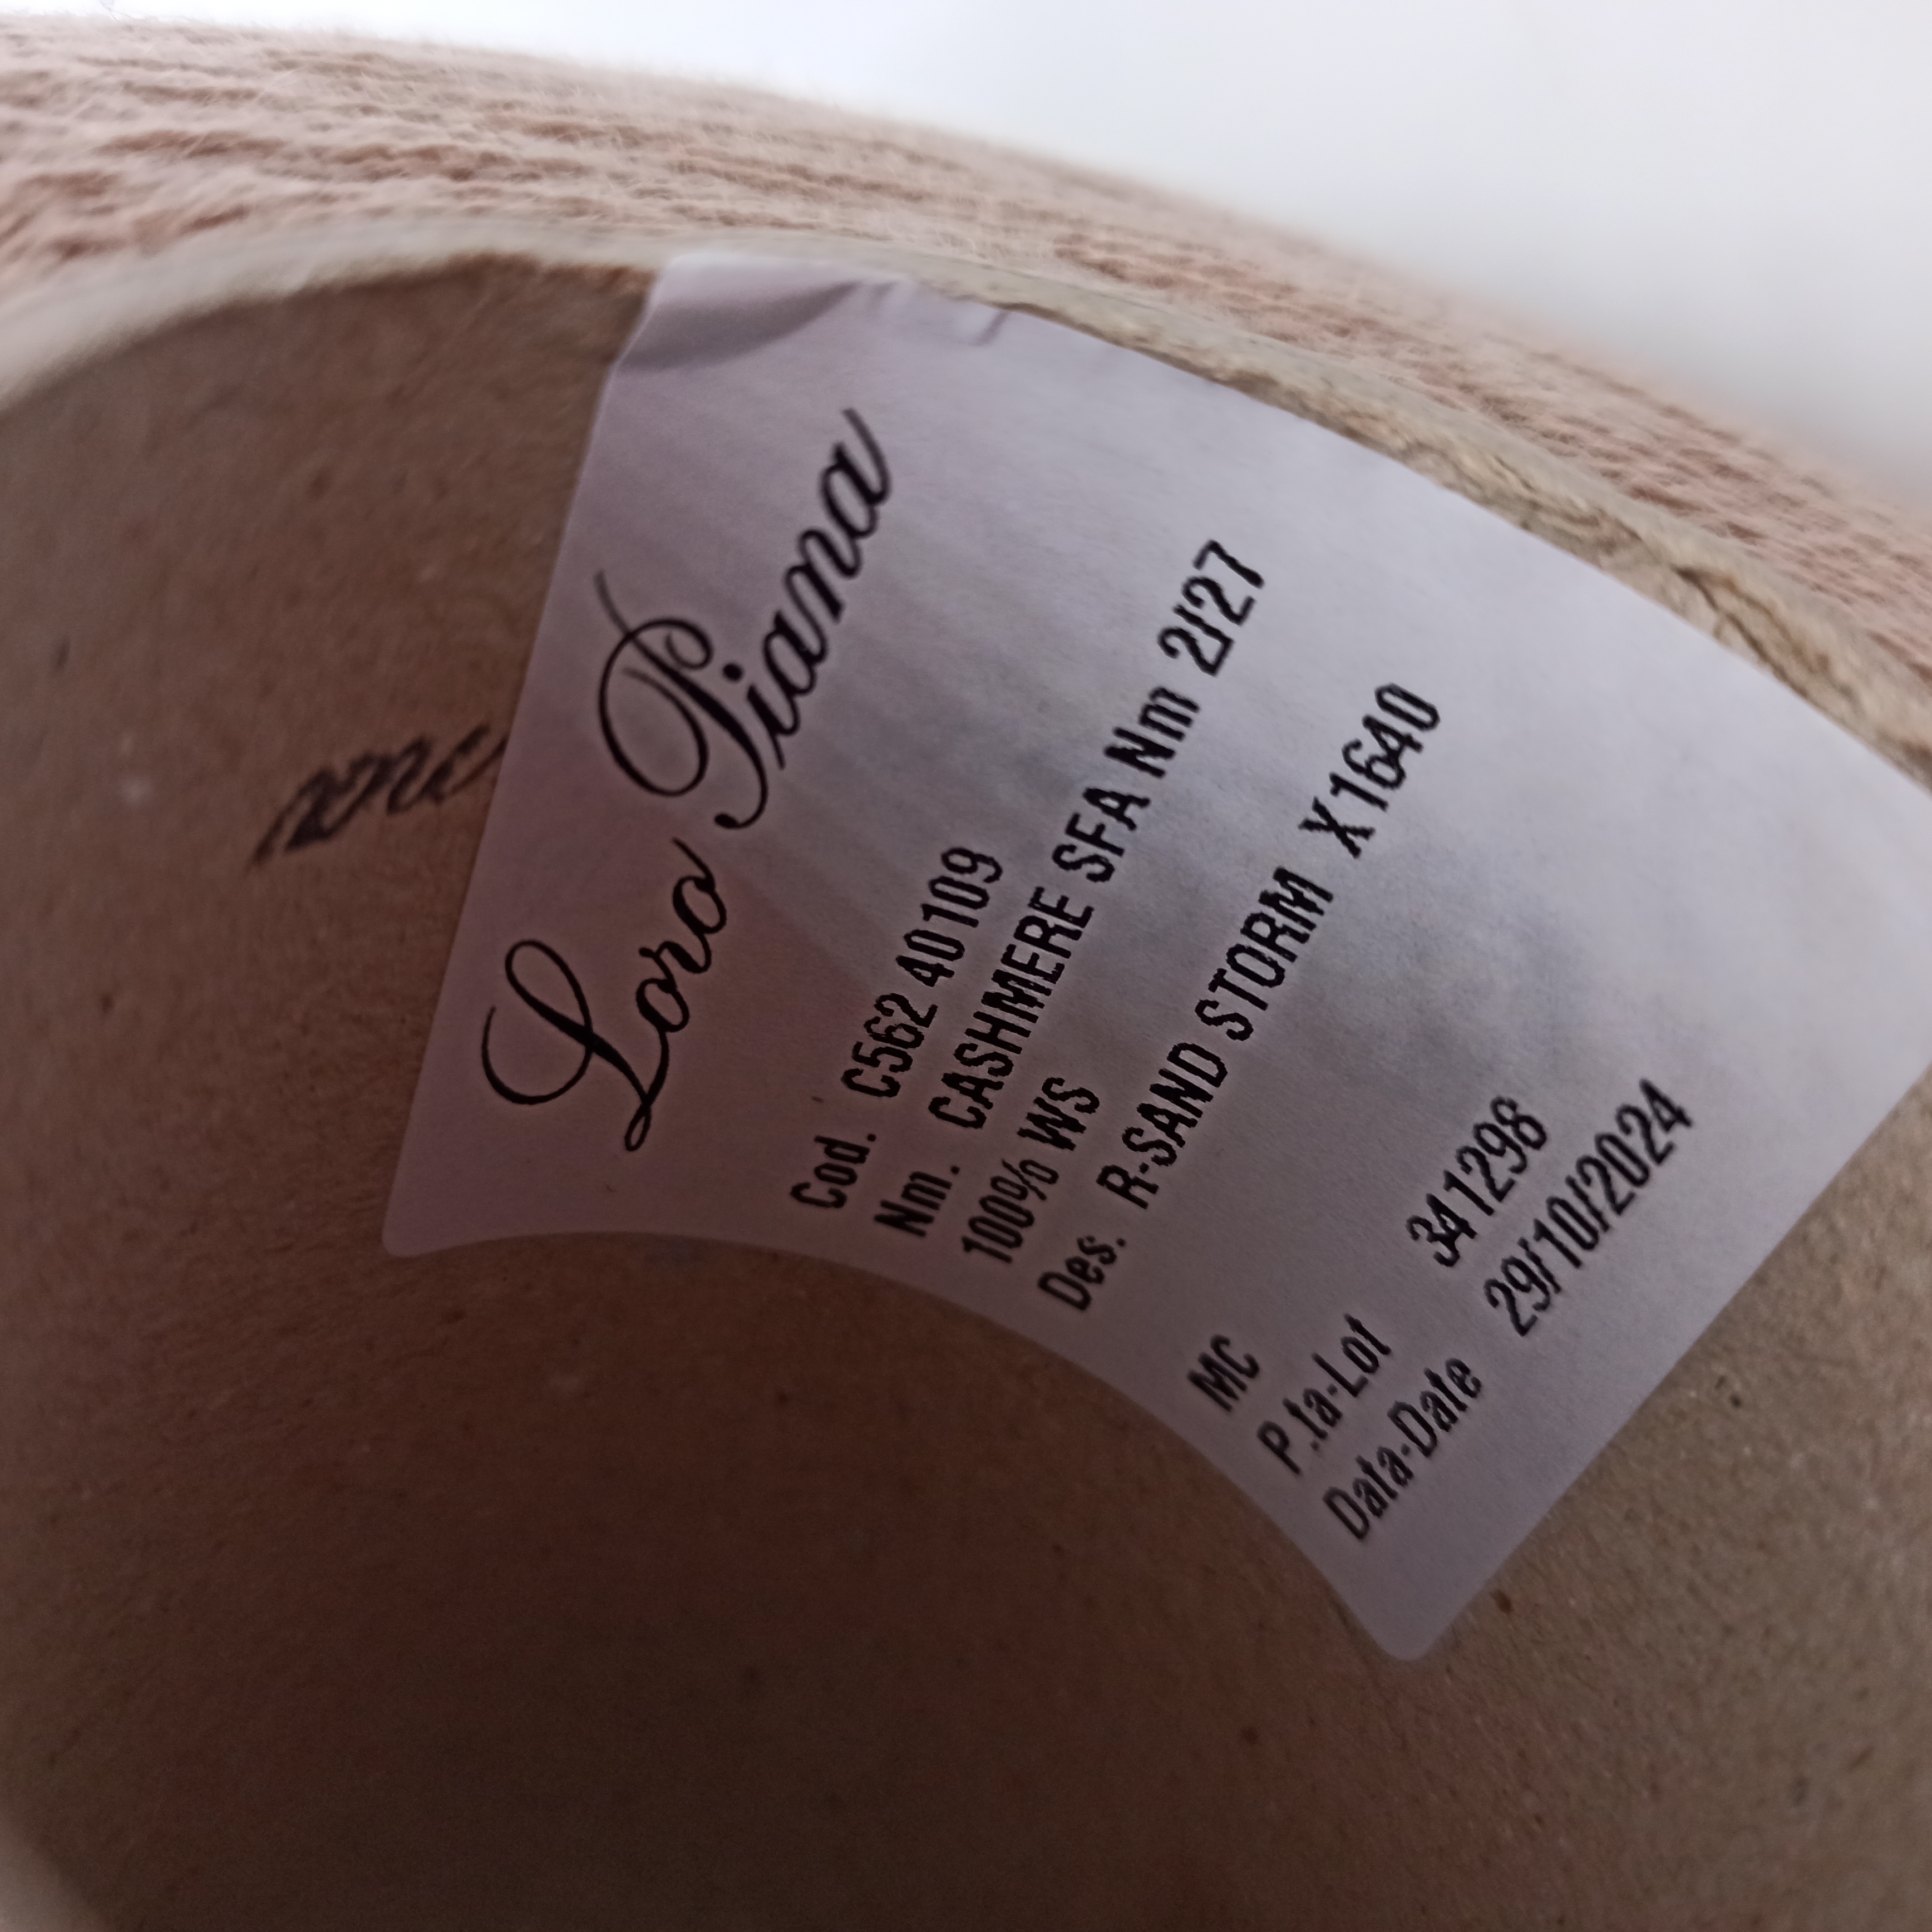 Loro Piana
Cod. C562 40109
Nm. CASHMERE SFA Nm 2/27
100% WS
Des. R-SAND STORM X1640
MC
P.ta-Lot 341298
Data-Date 29/10/2024